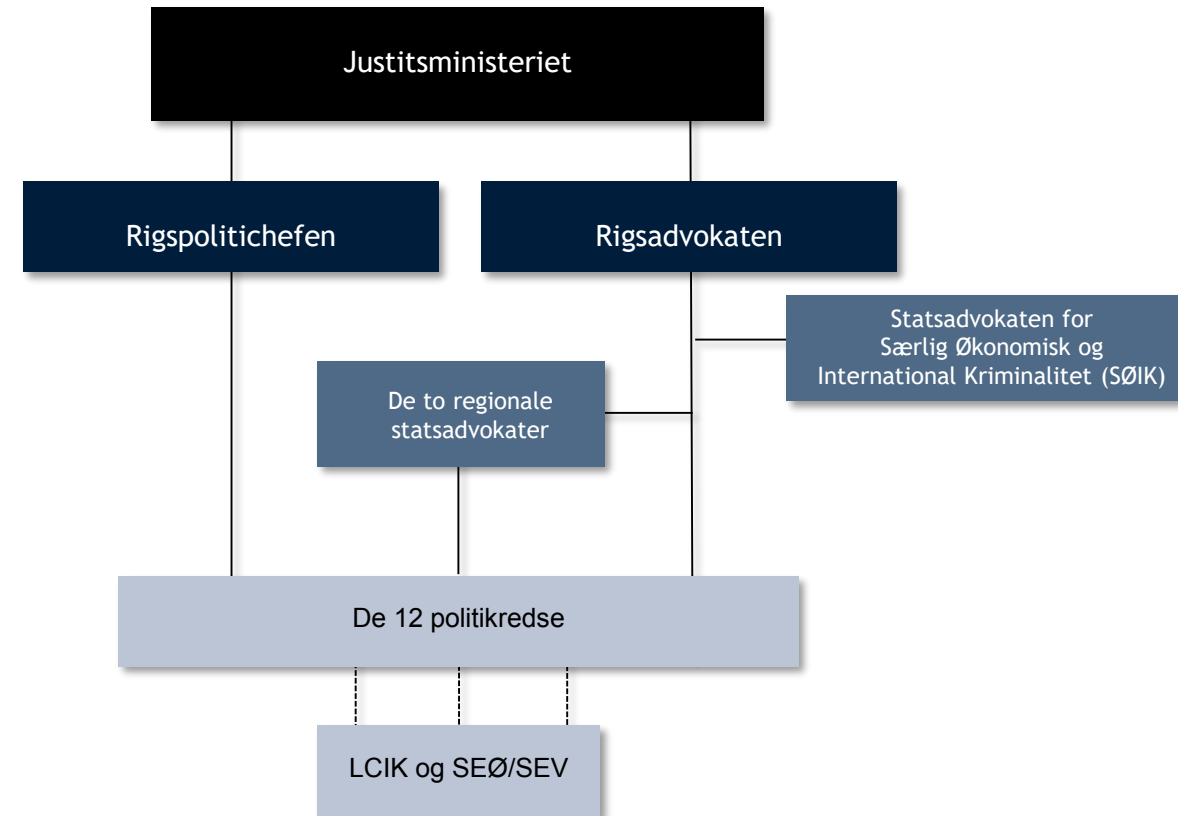 Justitsministeriet
Rigspolitichefen
Rigsadvokaten
Statsadvokaten for
Særlig Økonomisk og
International Kriminalitet (SØIK)
De to regionale
statsadvokater
De 12 politikredse
LCIK og SEØ/SEV